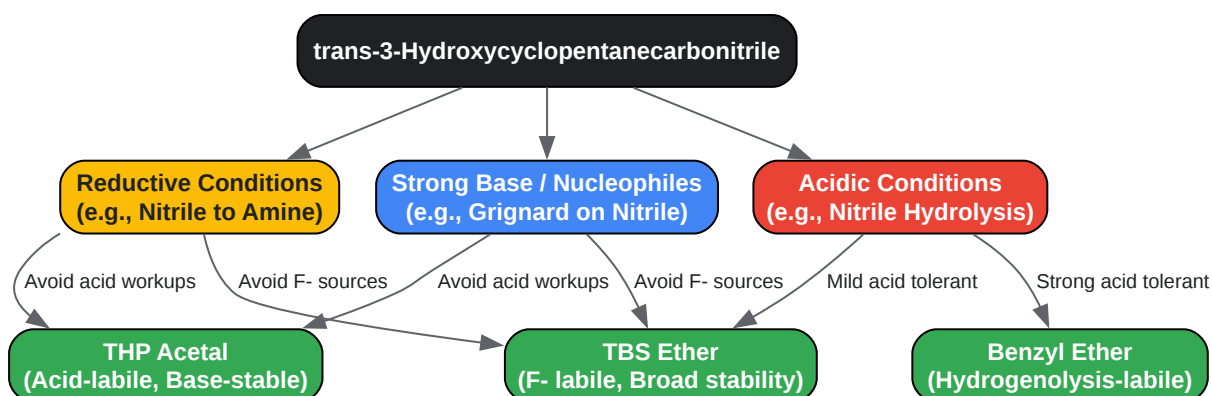 trans-3-Hydroxycyclopentanecarbonitrile
Reductive Conditions
(e.g., Nitrile to Amine)
Strong Base / Nucleophiles
(e.g., Grignard on Nitrile)
Acidic Conditions
(e.g., Nitrile Hydrolysis)
Avoid acid workups
Avoid F- sources
Avoid acid workups
Avoid F- sources
Mild acid tolerant
Strong acid tolerant
THP Acetal
(Acid-labile, Base-stable)
TBS Ether
(F- labile, Broad stability)
Benzyl Ether
(Hydrogenolysis-labile)